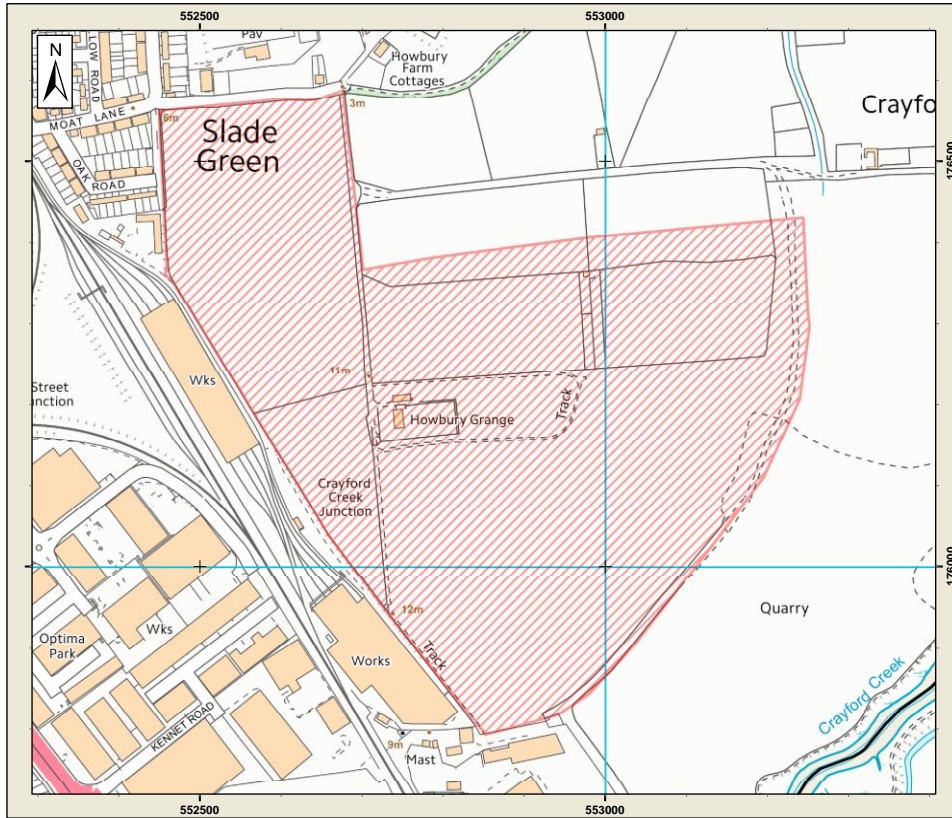 552500
553000
N
LOW ROAD
Pav
Howbury
Farm
Cottages
3m
MOAT LANE
6m
Slade
Green
Crayfo
176500
OAK
ROAD
11m
Wks
Street
unction
Howbury Grange
Track
Crayford
Creek
Junction
176000
12m
Quarry
Optima
Park
Wks
Works
Track
Crayford Creek
KENNET ROAD
9m
Mast
552500
553000